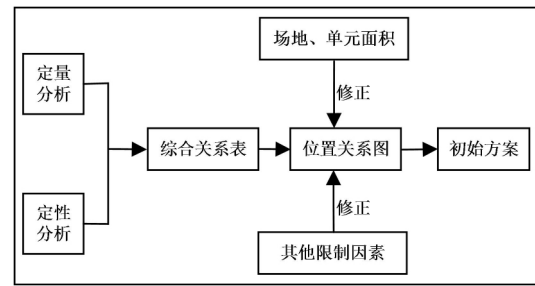 场地、单元面积
定量
分析
修正
综合关系表
位置关系图
初始方案
定性
分析
修正
其他限制因素